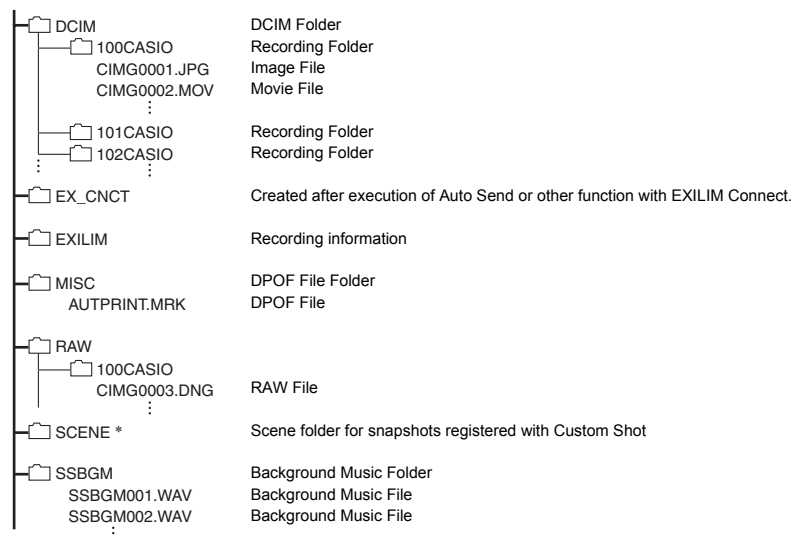 DCIM DCIM Folder
100CASIO Recording Folder
CIMG0001.JPG Image File
CIMG0002.MOV Movie File
101CASIO Recording Folder
102CASIO Recording Folder
EX_CNCT Created after execution of Auto Send or other function with EXILIM Connect.
EXILIM Recording information
MISC DPOF File Folder
AUTPRINT.MRK DPOF File
RAW
100CASIO
CIMG0003.DNG RAW File
SCENE * Scene folder for snapshots registered with Custom Shot
SSBGM Background Music Folder
SSBGM001.WAV Background Music File
SSBGM002.WAV Background Music File